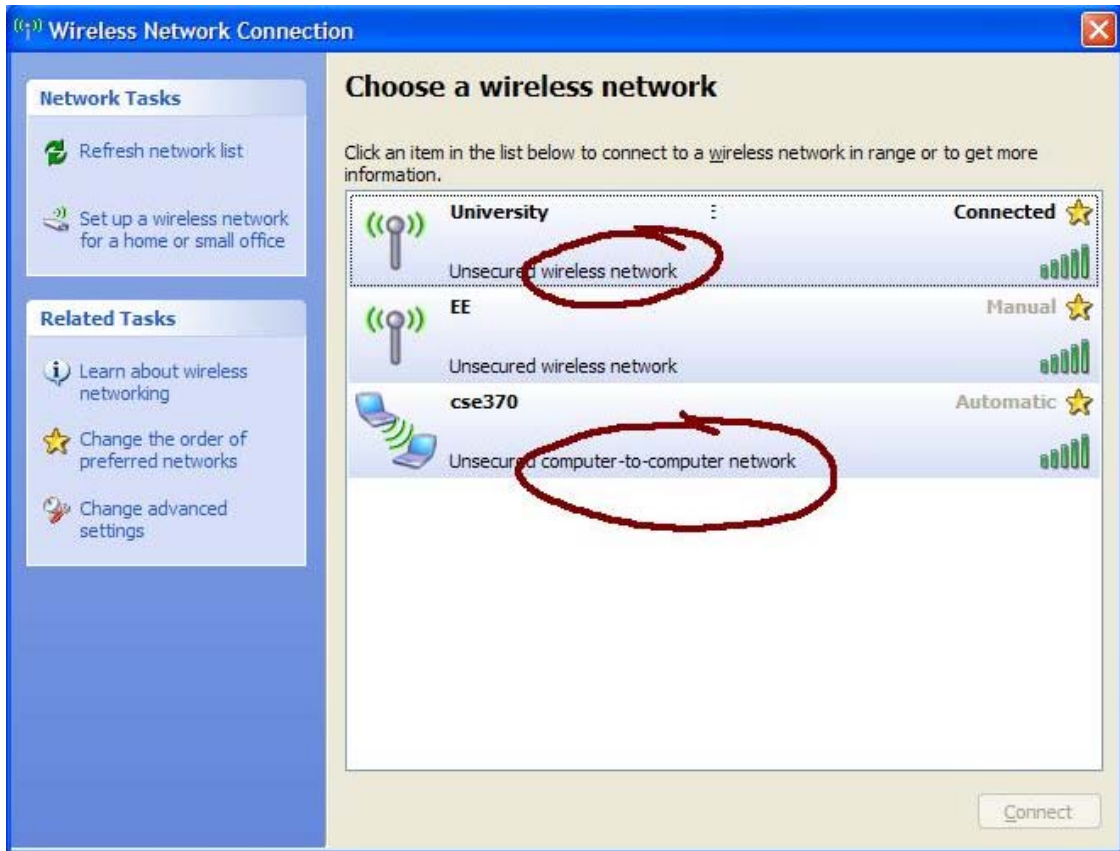 Wireless Network Connection
Network Tasks
Refresh network list
Set up a wireless network
for a home or small office
Related Tasks
Learn about wireless
networking
Change the order of
preferred networks
Change advanced
settings
Choose a wireless network
Click an item in the list below to connect to a wireless network in range or to get more
information.
University : Connected
Unsecured wireless network
EE Manual
Unsecured wireless network
cse370 Automatic
Unsecured computer-to-computer network
Connect